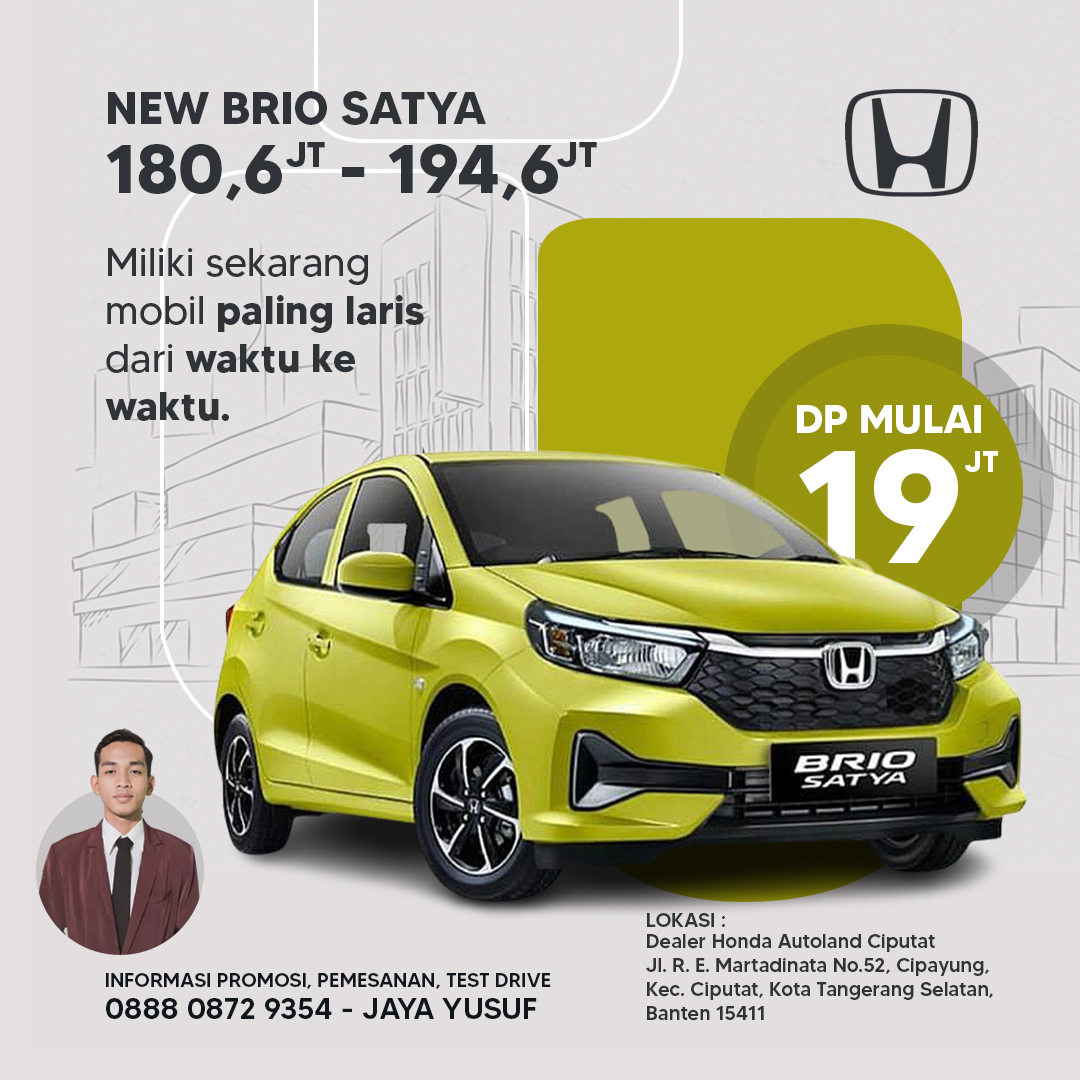 NEW BRIO SATYA
180,6JT - 194,6JT
Miliki sekarang
mobil paling laris
dari waktu ke
waktu.
DP MULAI
19JT
BRIO
SATYA
LOKASI :
Dealer Honda Autoland Ciputat
Jl. R. E. Martadinata No.52, Cipayung,
Kec. Ciputat, Kota Tangerang Selatan,
Banten 15411
INFORMASI PROMOSI, PEMESANAN, TEST DRIVE
0888 0872 9354 - JAYA YUSUF